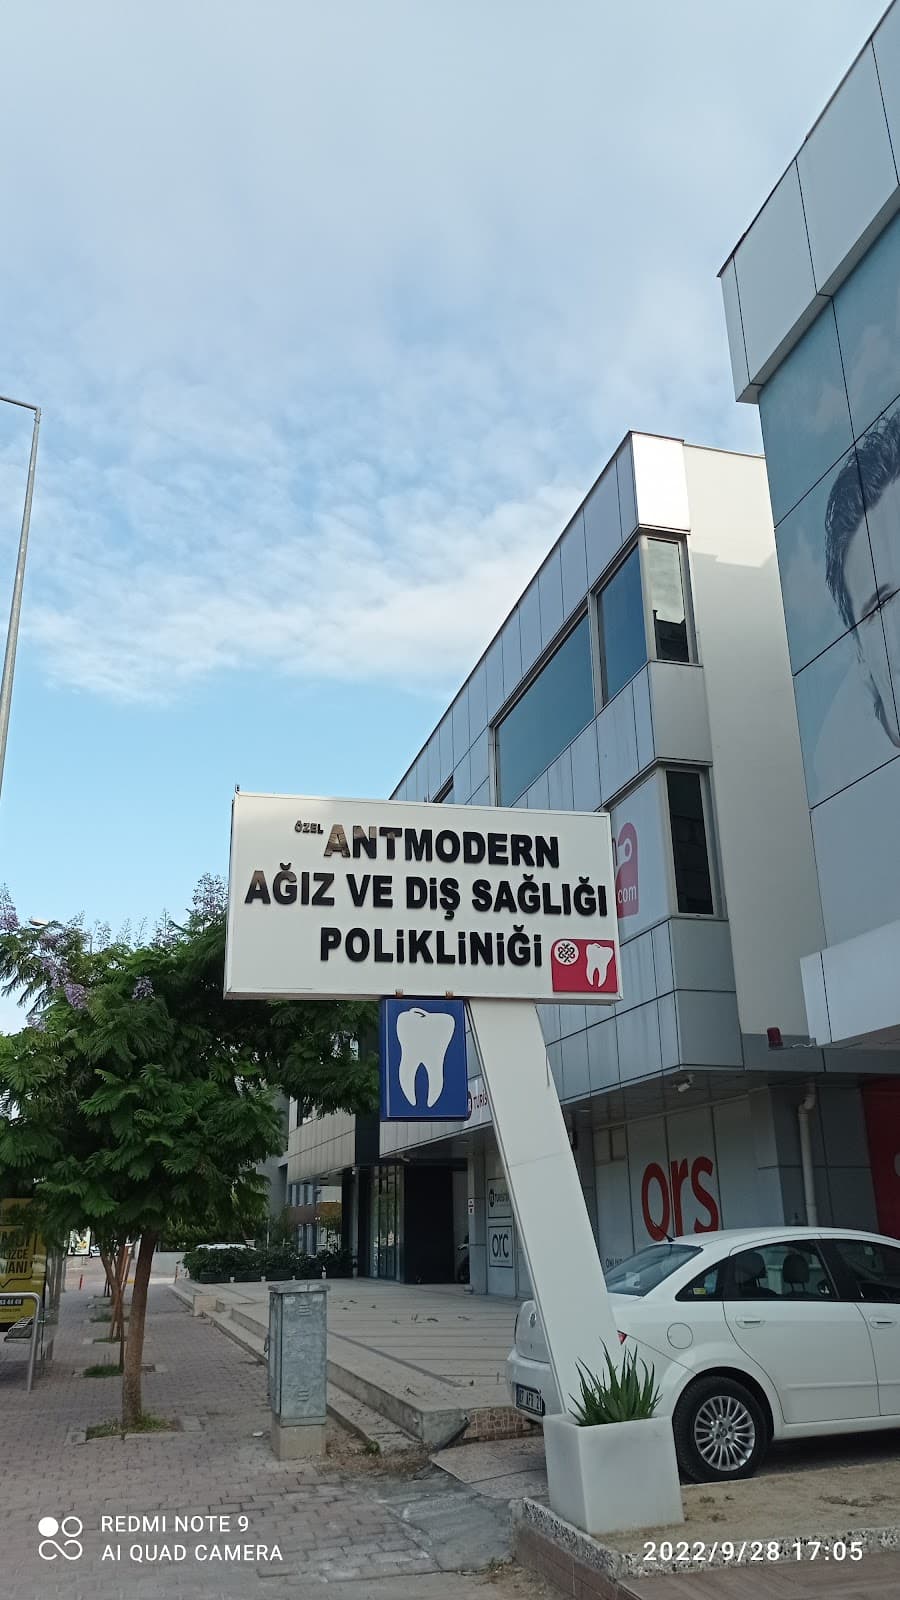 ÖZEL ANTMODERN
AĞIZ VE DİŞ SAĞLIĞI
POLİKLİNİĞİ
com
ors
orc
REDMI NOTE 9
AI QUAD CAMERA
2022/9/28 17:05